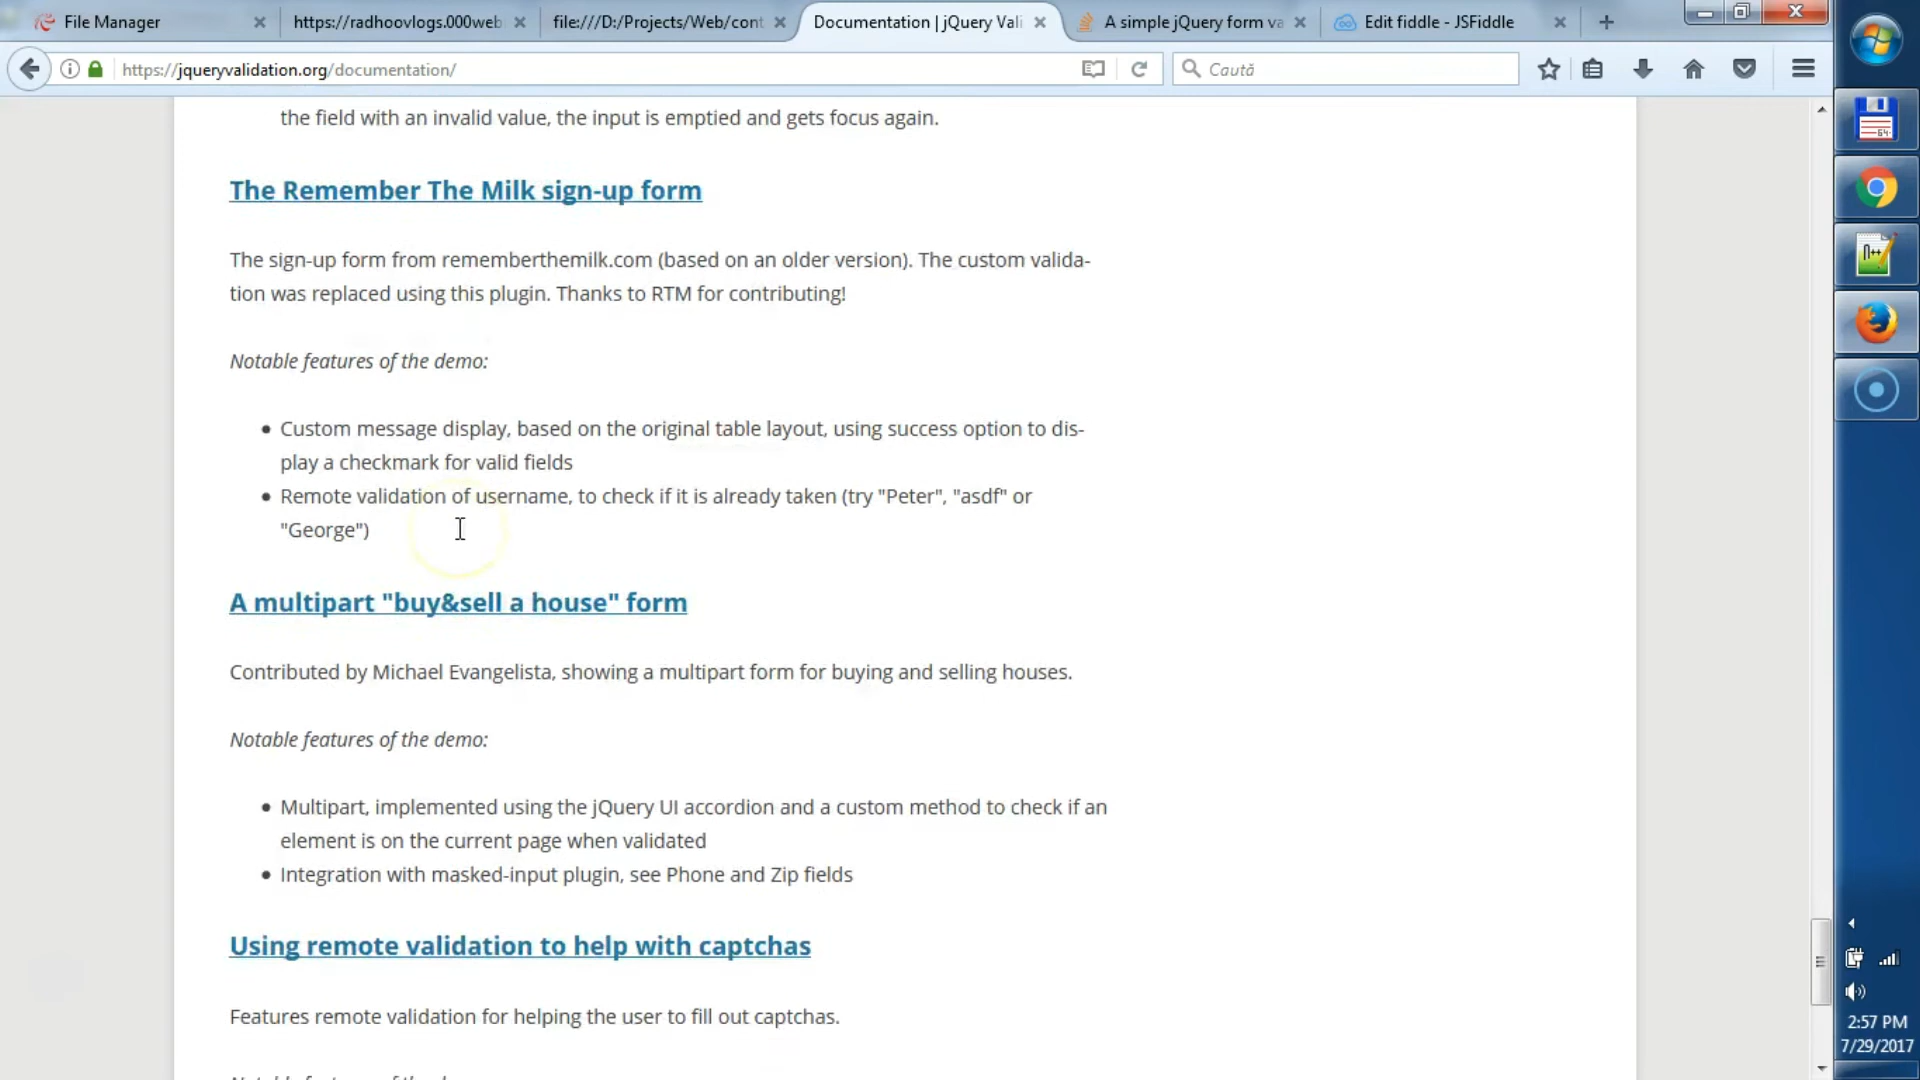 File Manager
https://radhoovlogs.000web
file:///D:/Projects/Web/cont
Documentation | jQuery Vali
A simple jQuery form va
Edit fiddle - JSFiddle
https://jqueryvalidation.org/documentation/
Caută
the field with an invalid value, the input is emptied and gets focus again.
The Remember The Milk sign-up form
The sign-up form from rememberthemilk.com (based on an older version). The custom valida-
tion was replaced using this plugin. Thanks to RTM for contributing!
Notable features of the demo:
• Custom message display, based on the original table layout, using success option to dis-
play a checkmark for valid fields
• Remote validation of username, to check if it is already taken (try "Peter", "asdf" or
"George")
A multipart "buy&sell a house" form
Contributed by Michael Evangelista, showing a multipart form for buying and selling houses.
Notable features of the demo:
• Multipart, implemented using the jQuery UI accordion and a custom method to check if an
element is on the current page when validated
• Integration with masked-input plugin, see Phone and Zip fields
Using remote validation to help with captchas
Features remote validation for helping the user to fill out captchas.
64
2:57 PM
7/29/2017